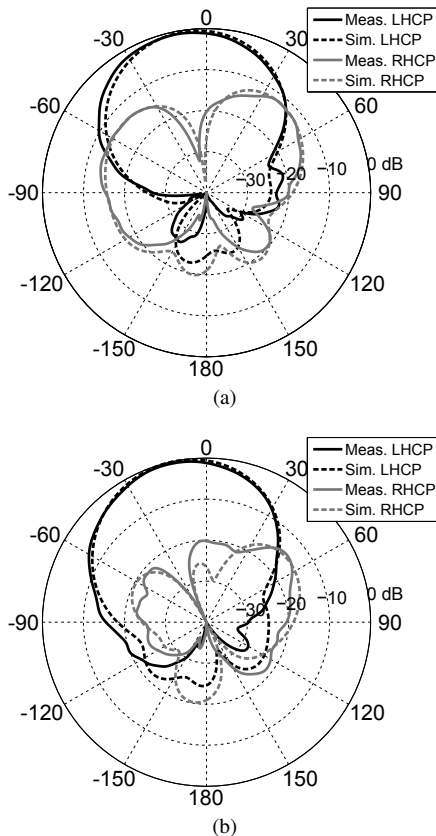 0
Meas. LHCP
Sim. LHCP
Meas. RHCP
Sim. RHCP
-30
30
-60
60
-90
−30
−20
−10
0 dB
90
-120
120
-150
150
180
(a)
0
Meas. LHCP
Sim. LHCP
Meas. RHCP
Sim. RHCP
-30
30
-60
60
-90
−30
−20
−10
0 dB
90
-120
120
-150
150
180
(b)